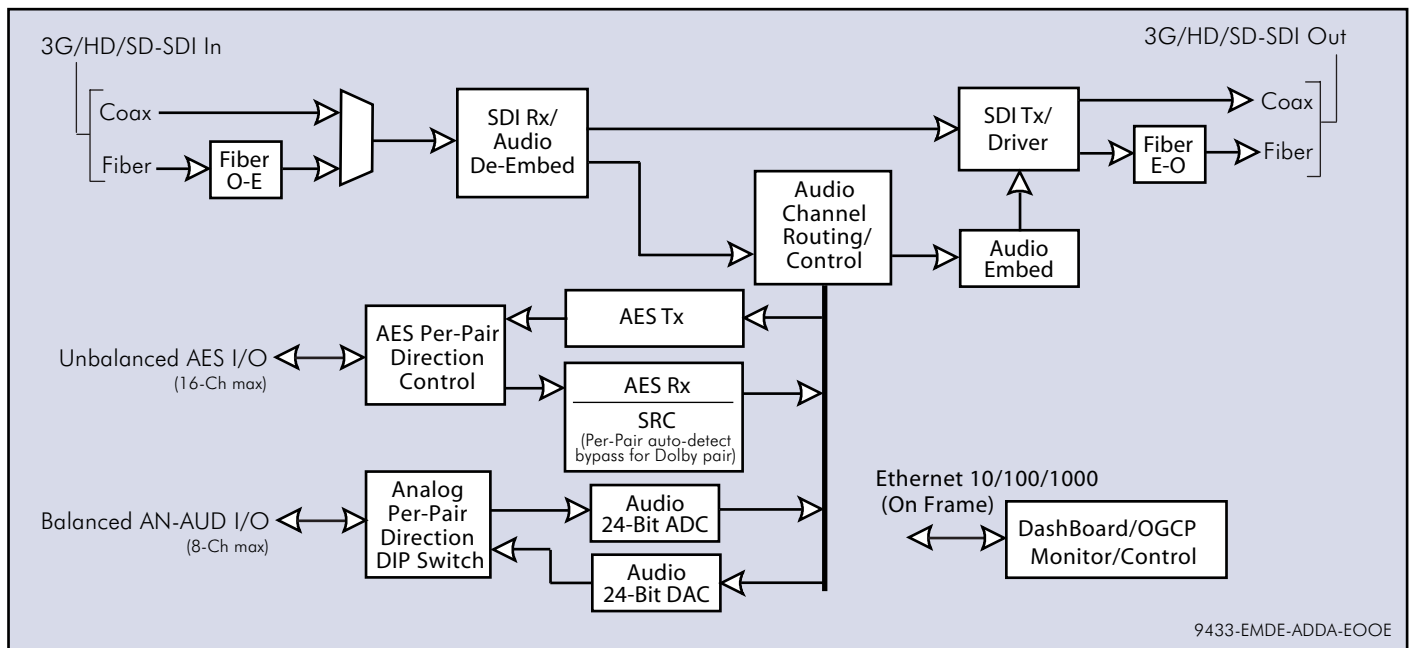 3G/HD/SD-SDI In
3G/HD/SD-SDI Out
Coax
Fiber
Fiber
O-E
SDI Rx/
Audio
De-Embed
SDI Tx/
Driver
Coax
Fiber
E-O
Fiber
Audio
Channel
Routing/
Control
Audio
Embed
Unbalanced AES I/O
(16-Ch max)
AES Per-Pair
Direction
Control
AES Tx
AES Rx
SRC
(Per-Pair auto-detect
bypass for Dolby pair)
Balanced AN-AUD I/O
(8-Ch max)
Analog
Per-Pair
Direction
DIP Switch
Audio
24-Bit ADC
Audio
24-Bit DAC
Ethernet 10/100/1000
(On Frame)
DashBoard/OGCP
Monitor/Control
9433-EMDE-ADDA-EOOE